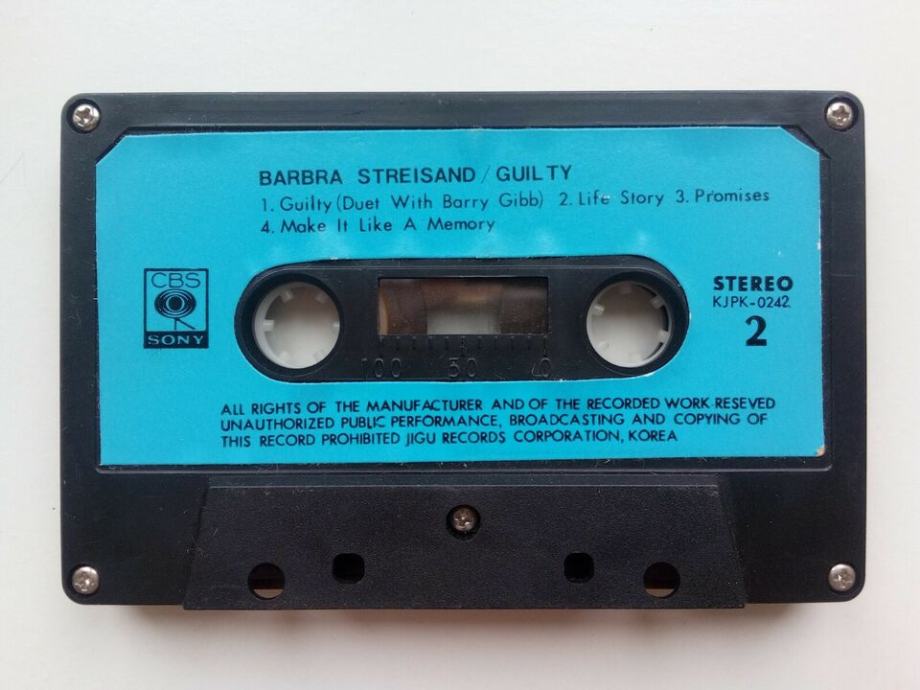 BARBRA STREISAND / GUILTY
1. Guilty (Duet With Barry Gibb) 2. Life Story 3. Promises
4. Make It Like A Memory
CBS
SONY
STEREO
KJPK-0242
2
100 50 0
ALL RIGHTS OF THE MANUFACTURER AND OF THE RECORDED WORK RESEVED
UNAUTHORIZED PUBLIC PERFORMANCE, BROADCASTING AND COPYING OF
THIS RECORD PROHIBITED JIGU RECORDS CORPORATION, KOREA